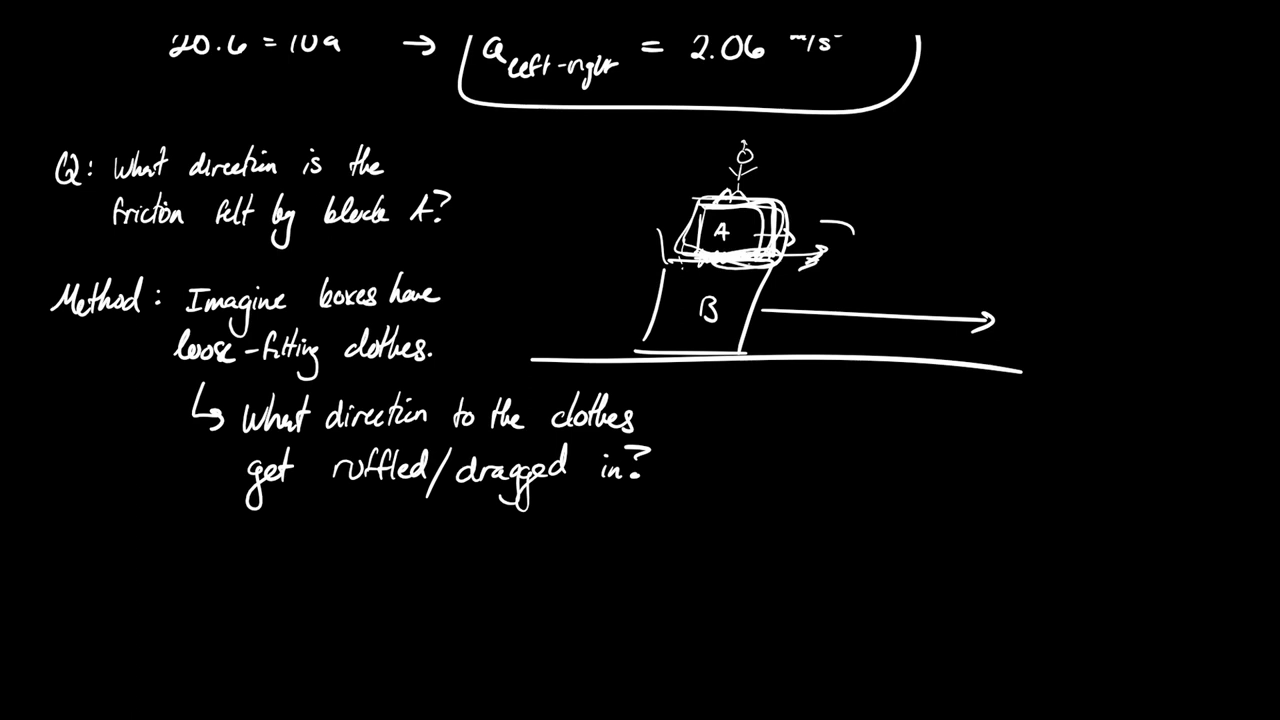 20.6 = 10a → a left-right = 2.06 m/s²
Q: What direction is the
friction felt by block A?
A
Method: Imagine boxes have
B
loose-fitting clothes.
↳ What direction to the clothes
get ruffled/dragged in?